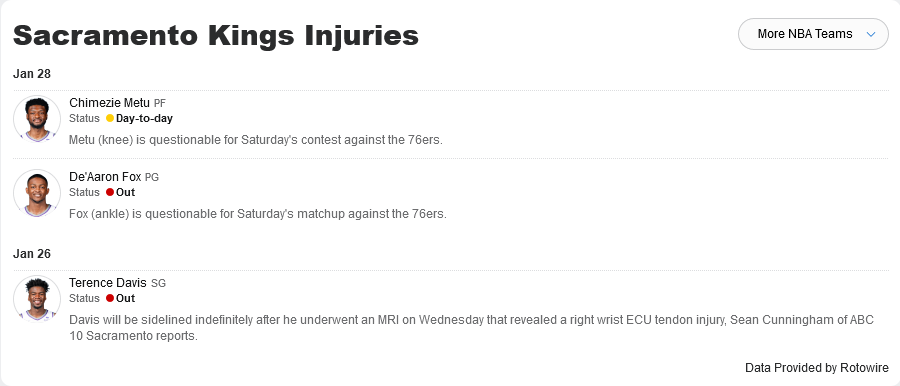 Sacramento Kings Injuries
More NBA Teams
Jan 28
Chimezie Metu PF
Status Day-to-day
Metu (knee) is questionable for Saturday's contest against the 76ers.
De'Aaron Fox PG
Status Out
Fox (ankle) is questionable for Saturday's matchup against the 76ers.
Jan 26
Terence Davis SG
Status Out
Davis will be sidelined indefinitely after he underwent an MRI on Wednesday that revealed a right wrist ECU tendon injury, Sean Cunningham of ABC
10 Sacramento reports.
Data Provided by Rotowire